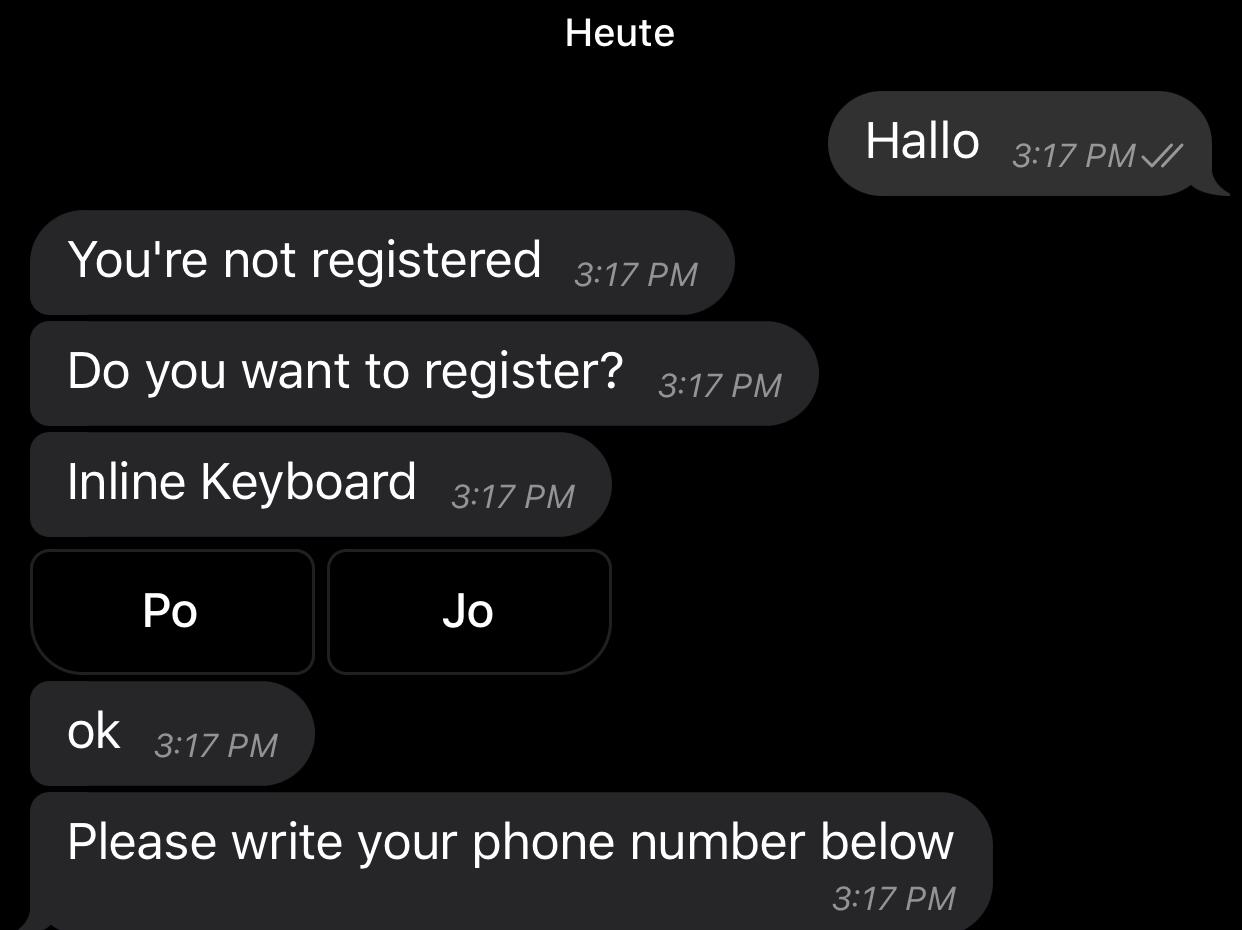 Heute
Hallo 3:17 PM
You're not registered 3:17 PM
Do you want to register? 3:17 PM
Inline Keyboard 3:17 PM
Po Jo
ok 3:17 PM
Please write your phone number below
3:17 PM